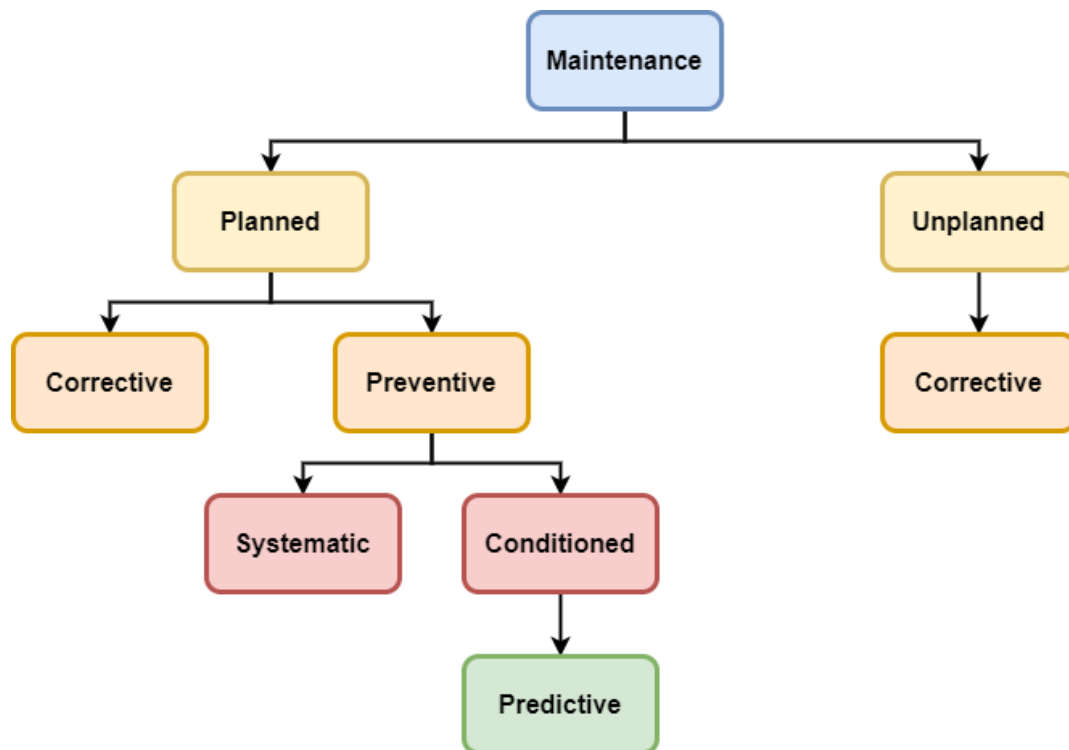 Maintenance
Planned
Unplanned
Corrective
Preventive
Corrective
Systematic
Conditioned
Predictive